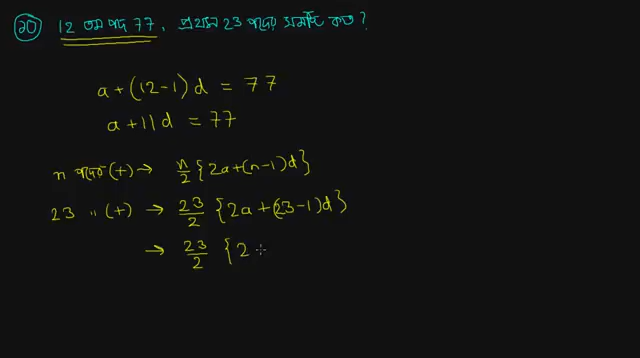 ২০ 12 তম পদ 77, প্রথম 23 পদের সমষ্টি কত?
a+(12-1)d = 77
a+11d = 77
n পদের (+) → n/2 {2a+(n-1)d}
23 " (+) → 23/2 {2a+(23-1)d}
→ 23/2 {2